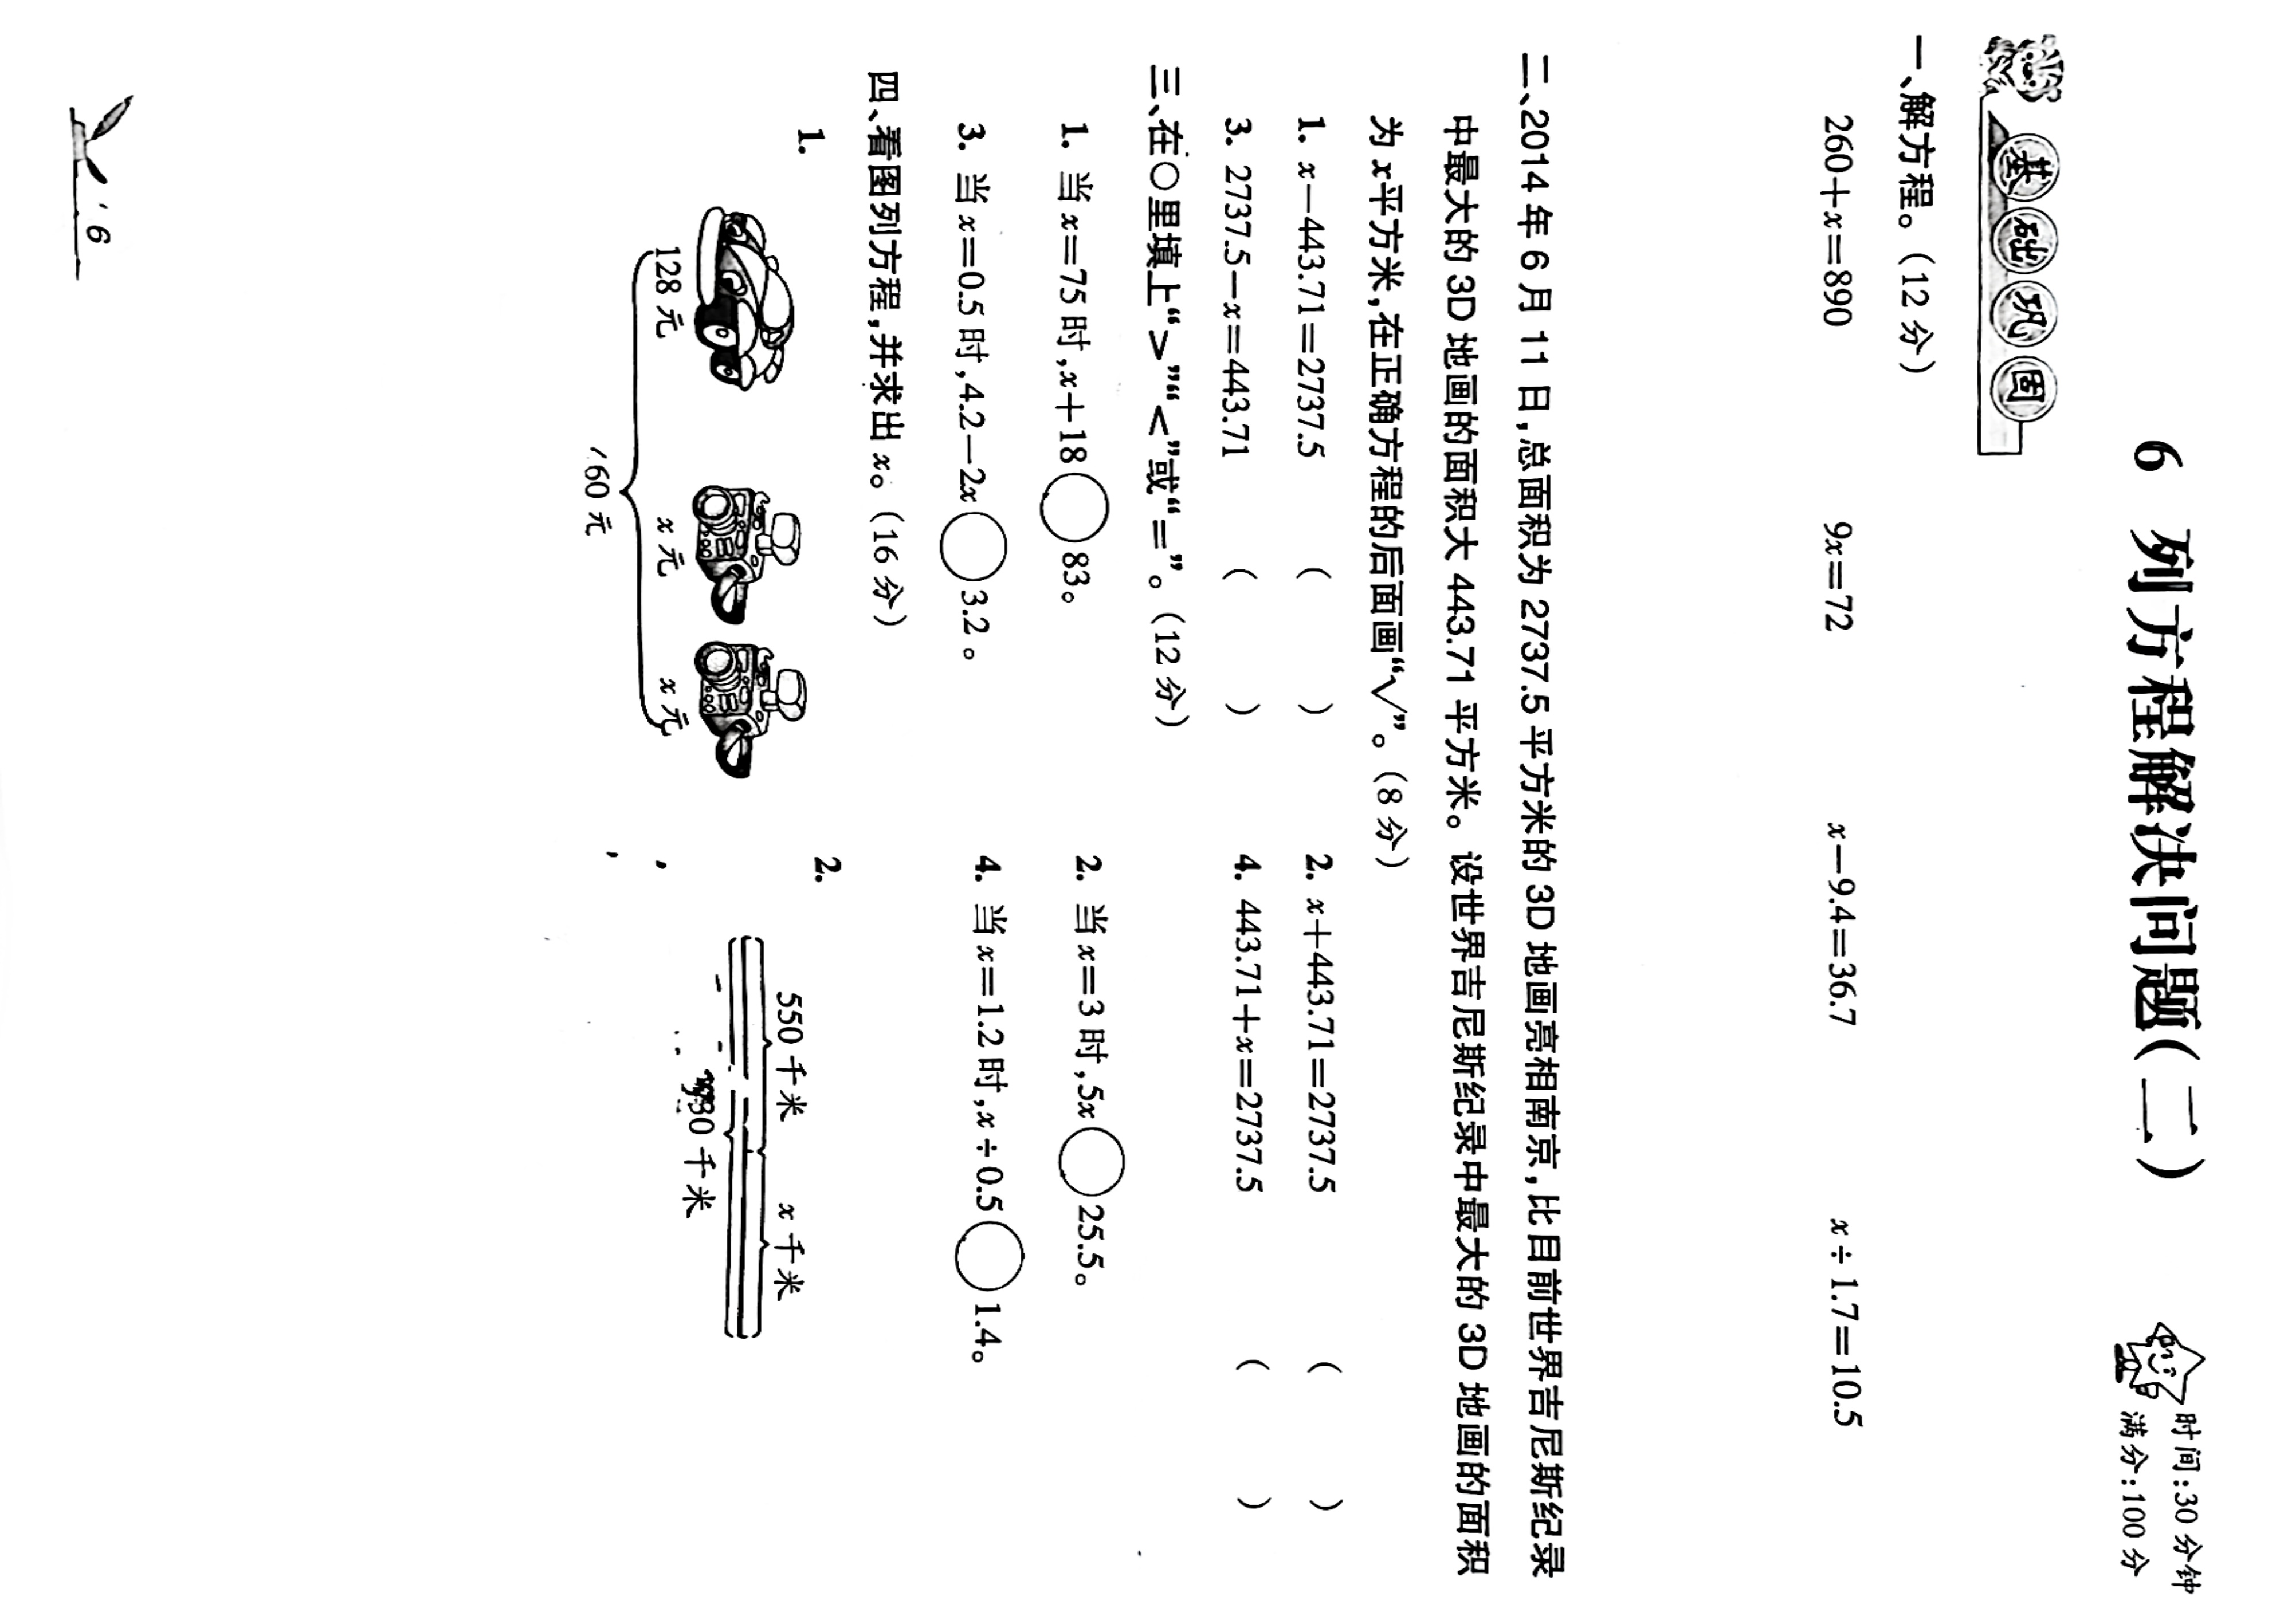 6 列方程解决问题(二)
时间:30分钟
满分:100分
基础巩固
一、解方程。(12分)
260+x=890 9x=72 x-9.4=36.7 x÷1.7=10.5
二、2014年6月11日,总面积为2737.5平方米的3D地画亮相南京,比目前世界吉尼斯纪录
中最大的3D地画的面积大443.71平方米。设世界吉尼斯纪录中最大的3D地画的面积
为x平方米,在正确方程的后面画“√”。(8分)
1. x-443.71=2737.5 ( ) 2. x+443.71=2737.5 ( )
3. 2737.5-x=443.71 ( ) 4. 443.71+x=2737.5 ( )
三、在○里填上“>”“<”或“=”。(12分)
1. 当x=75时,x+18○83。 2. 当x=3时,5x○25.5。
3. 当x=0.5时,4.2-2x○3.2。 4. 当x=1.2时,x÷0.5○1.4。
四、看图列方程,并求出x。(16分)
1. 2.
550千米 x千米
128元 x元 x元
千米
60元
6